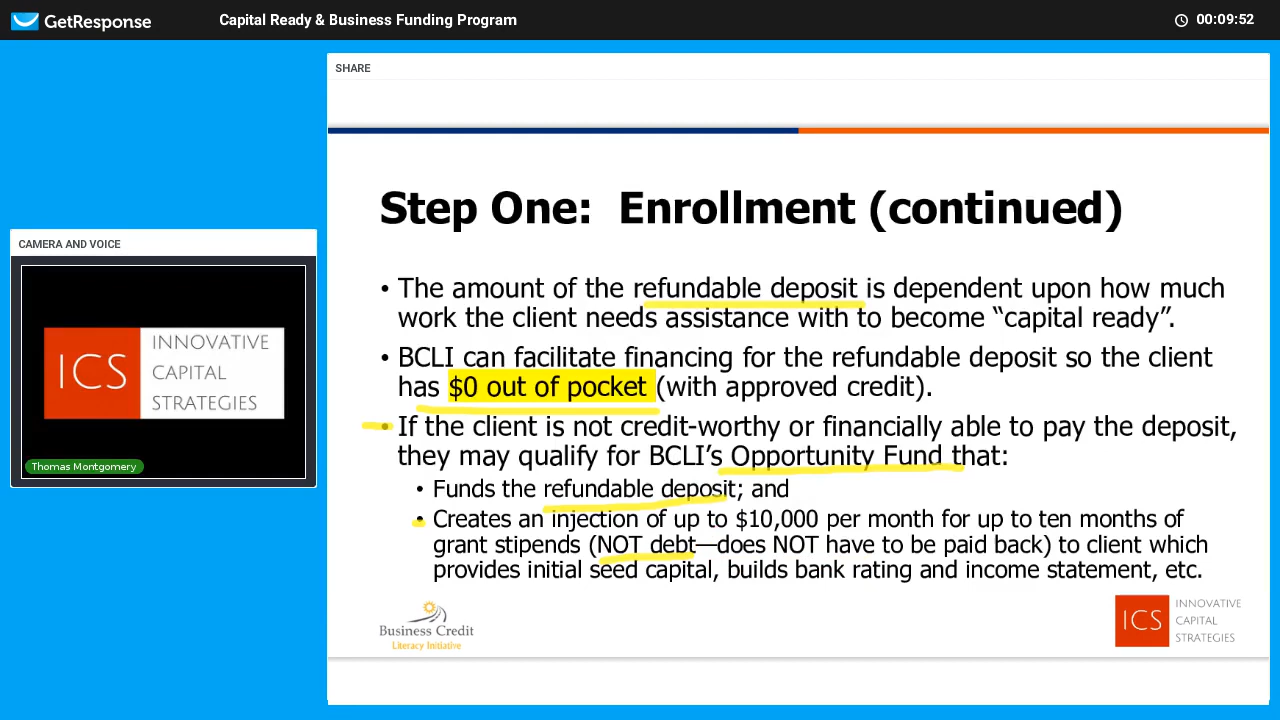 GetResponse
Capital Ready & Business Funding Program
00:09:52
SHARE
CAMERA AND VOICE
ICS
INNOVATIVE
CAPITAL
STRATEGIES
Thomas Montgomery
Step One: Enrollment (continued)
• The amount of the refundable deposit is dependent upon how much
work the client needs assistance with to become “capital ready”.
• BCLI can facilitate financing for the refundable deposit so the client
has $0 out of pocket (with approved credit).
• If the client is not credit-worthy or financially able to pay the deposit,
they may qualify for BCLI’s Opportunity Fund that:
• Funds the refundable deposit; and
• Creates an injection of up to $10,000 per month for up to ten months of
grant stipends (NOT debt—does NOT have to be paid back) to client which
provides initial seed capital, builds bank rating and income statement, etc.
Business Credit
Literacy Initiative
ICS
INNOVATIVE
CAPITAL
STRATEGIES